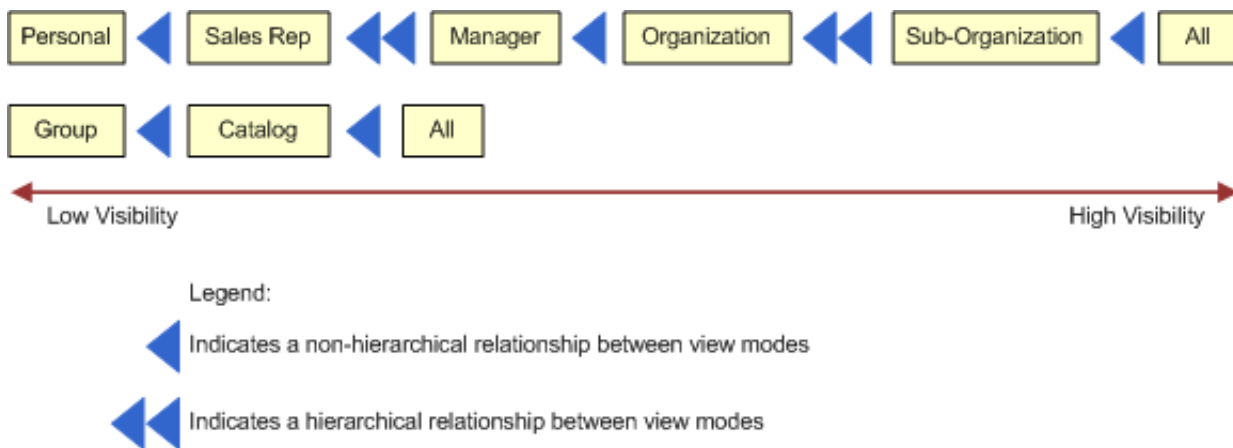 Personal Sales Rep Manager Organization Sub-Organization All
Group Catalog All
Low Visibility High Visibility
Legend:
Indicates a non-hierarchical relationship between view modes
Indicates a hierarchical relationship between view modes